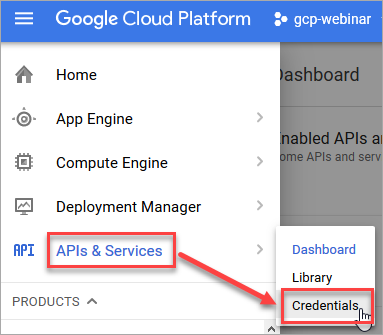 Google Cloud Platform
gcp-webinar
Home
Dashboard
App Engine
Enabled APIs a
ome APIs and serv
Compute Engine
Deployment Manager
API
APIs & Services
Dashboard
Library
Credentials
PRODUCTS